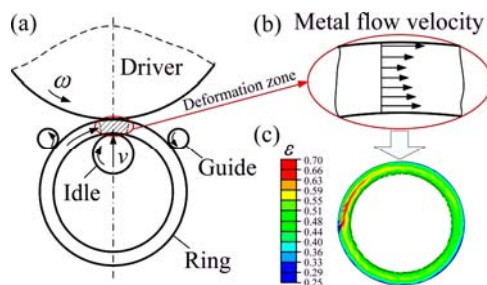 (a)
ω
Driver
Deformation zone
v
Idle
Guide
Ring
(b) Metal flow velocity
(c)
ε
0.70
0.66
0.63
0.59
0.55
0.51
0.48
0.44
0.40
0.36
0.33
0.29
0.25